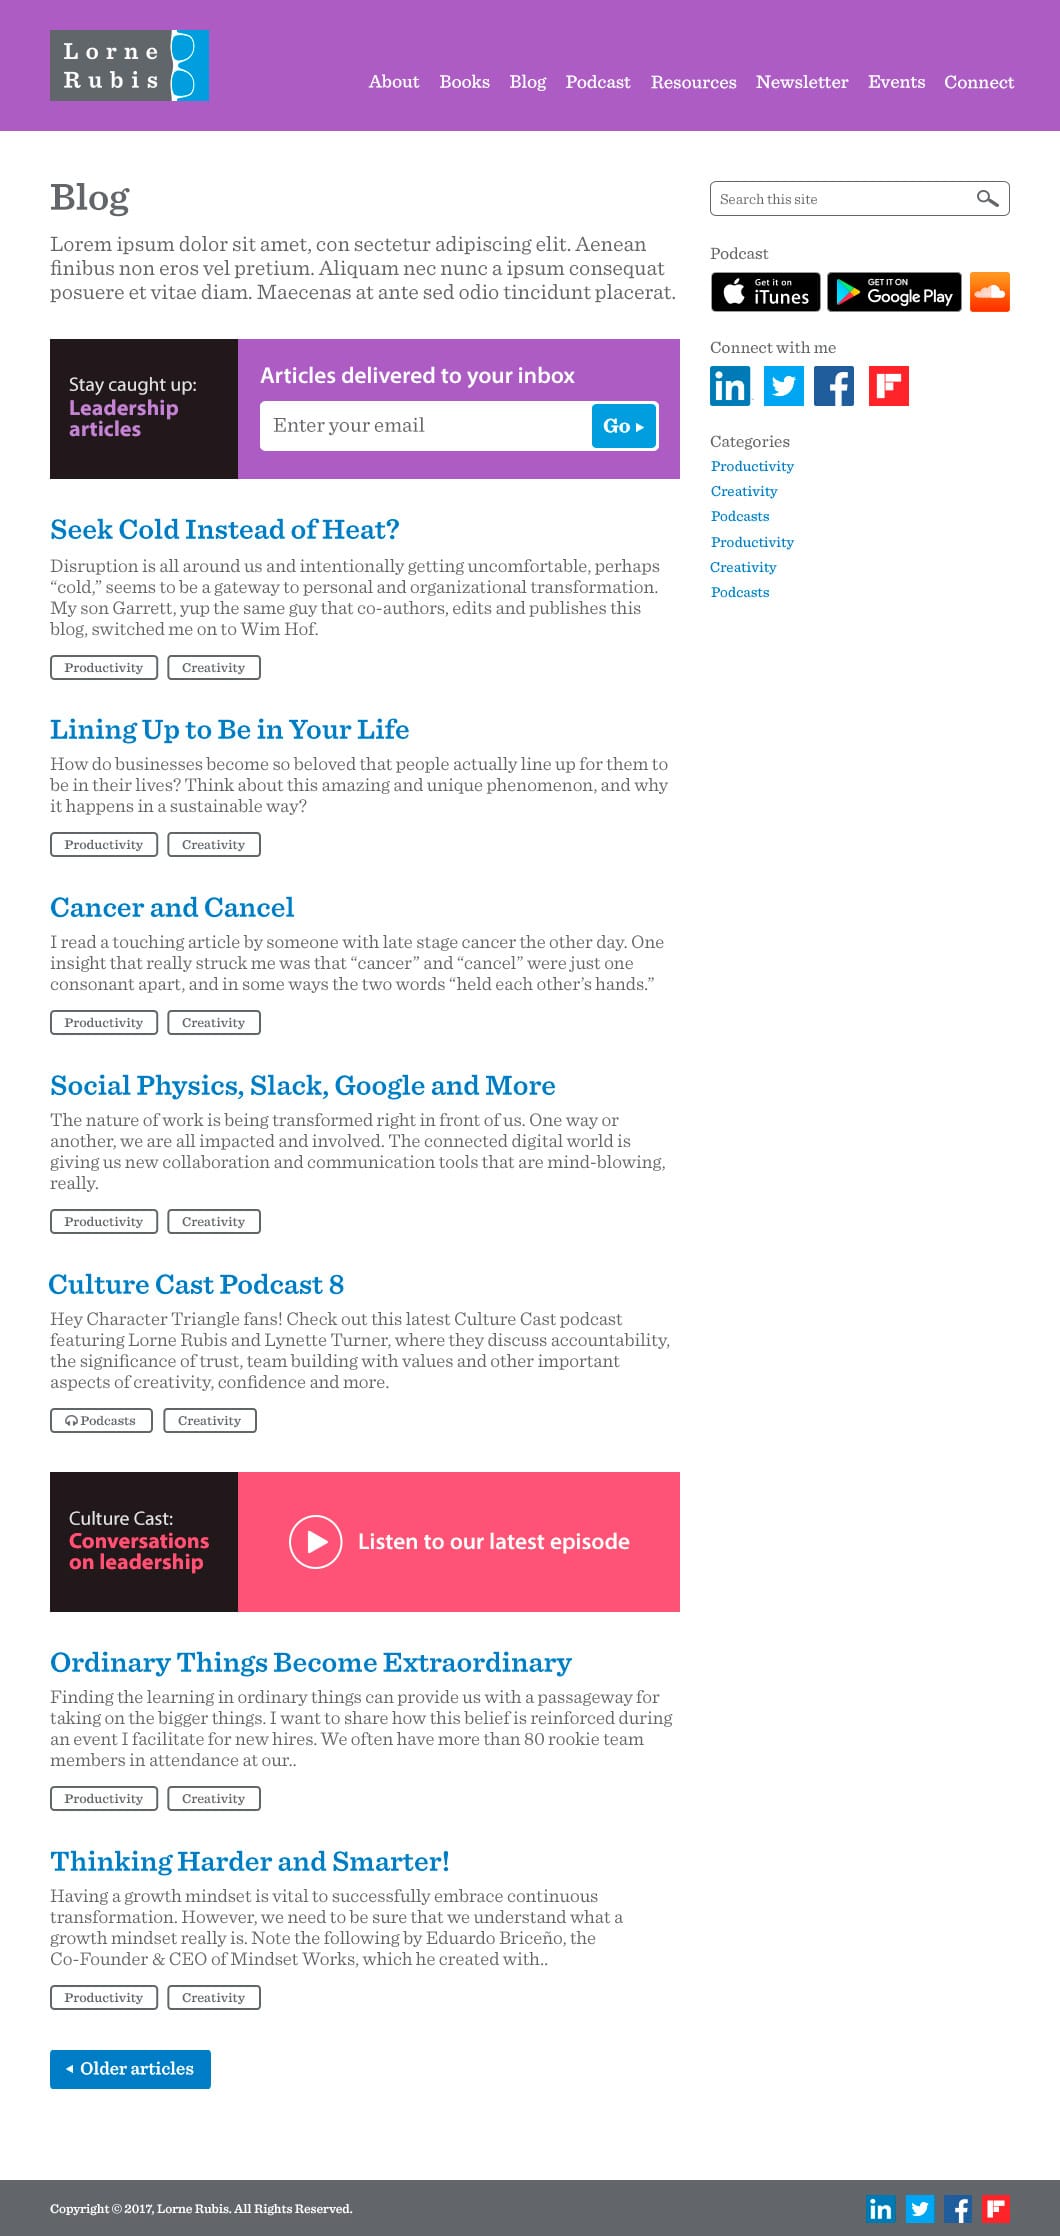 Lorne
Rubis
About Books Blog Podcast Resources Newsletter Events Connect
Blog
Lorem ipsum dolor sit amet, con sectetur adipiscing elit. Aenean
finibus non eros vel pretium. Aliquam nec nunc a ipsum consequat
posuere et vitae diam. Maecenas at ante sed odio tincidunt placerat.
Stay caught up:
Leadership
articles
Articles delivered to your inbox
Enter your email
Go
Seek Cold Instead of Heat?
Disruption is all around us and intentionally getting uncomfortable, perhaps
“cold,” seems to be a gateway to personal and organizational transformation.
My son Garrett, yup the same guy that co-authors, edits and publishes this
blog, switched me on to Wim Hof.
Productivity Creativity
Lining Up to Be in Your Life
How do businesses become so beloved that people actually line up for them to
be in their lives? Think about this amazing and unique phenomenon, and why
it happens in a sustainable way?
Productivity Creativity
Cancer and Cancel
I read a touching article by someone with late stage cancer the other day. One
insight that really struck me was that “cancer” and “cancel” were just one
consonant apart, and in some ways the two words “held each other’s hands.”
Productivity Creativity
Social Physics, Slack, Google and More
The nature of work is being transformed right in front of us. One way or
another, we are all impacted and involved. The connected digital world is
giving us new collaboration and communication tools that are mind-blowing,
really.
Productivity Creativity
Culture Cast Podcast 8
Hey Character Triangle fans! Check out this latest Culture Cast podcast
featuring Lorne Rubis and Lynette Turner, where they discuss accountability,
the significance of trust, team building with values and other important
aspects of creativity, confidence and more.
Podcasts Creativity
Culture Cast:
Conversations
on leadership
Listen to our latest episode
Ordinary Things Become Extraordinary
Finding the learning in ordinary things can provide us with a passageway for
taking on the bigger things. I want to share how this belief is reinforced during
an event I facilitate for new hires. We often have more than 80 rookie team
members in attendance at our..
Productivity Creativity
Thinking Harder and Smarter!
Having a growth mindset is vital to successfully embrace continuous
transformation. However, we need to be sure that we understand what a
growth mindset really is. Note the following by Eduardo Briceño, the
Co-Founder & CEO of Mindset Works, which he created with..
Productivity Creativity
Older articles
Search this site
Podcast
Get it on
iTunes
GET IT ON
Google Play
Connect with me
in
Categories
Productivity
Creativity
Podcasts
Productivity
Creativity
Podcasts
Copyright © 2017, Lorne Rubis. All Rights Reserved.
in